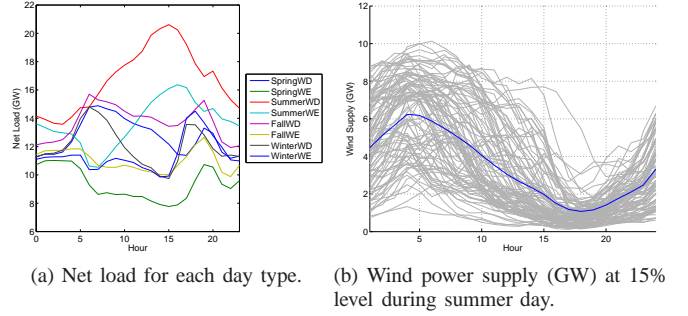 22
20
18
16
14
12
10
8
6
0
5
10
15
20
Net Load (GW)
Hour
SpringWD
SpringWE
SummerWD
SummerWE
FallWD
FallWE
WinterWD
WinterWE
12
10
8
6
4
2
0
5
10
15
20
Wind Supply (GW)
Hour
(a) Net load for each day type.
(b) Wind power supply (GW) at 15%
level during summer day.